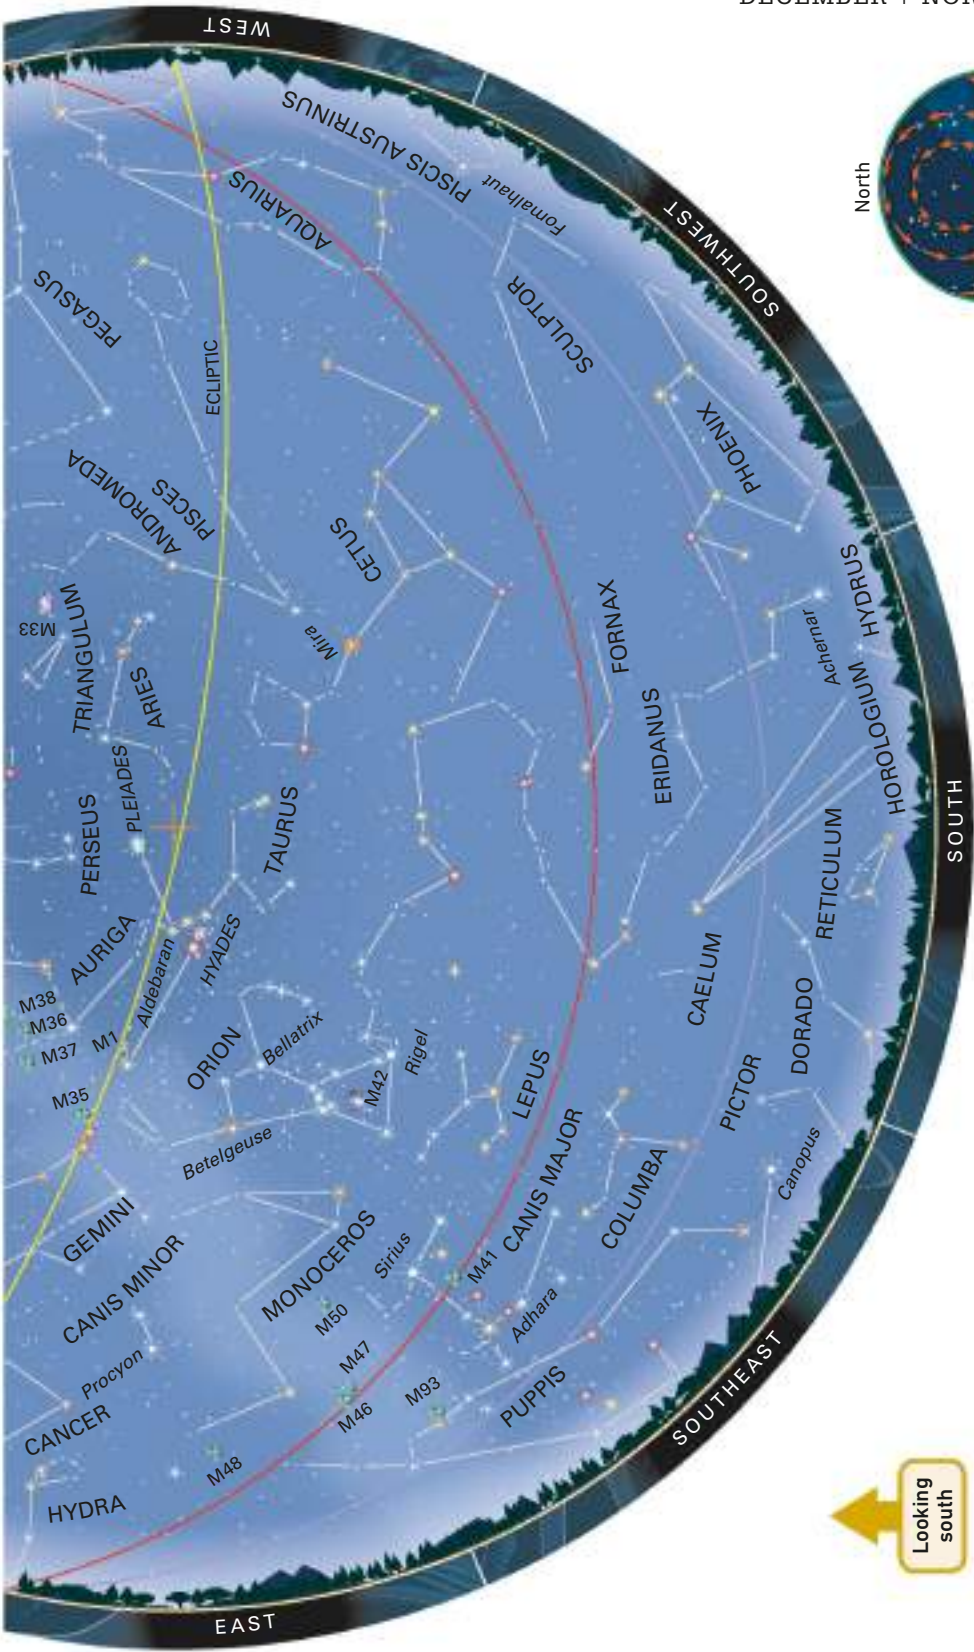 WEST
PISCIS AUSTRINUS
AQUARIUS
Fomalhaut
North
SOUTHWEST
PEGASUS
SCULPTOR
ECLIPTIC
PHOENIX
ANDROMEDA
PISCES
CETUS
HYDRUS
M33
TRIANGULUM
Mira
FORNAX
Achernar
ARIES
ERIDANUS
HOROLOGIUM
PLEIADES
PERSEUS
TAURUS
SOUTH
RETICULUM
AURIGA
Aldebaran
HYADES
CAELUM
M38
M36
M37
M1
ORION
Bellatrix
Rigel
DORADO
M35
M42
LEPUS
PICTOR
Betelgeuse
CANIS MAJOR
Canopus
COLUMBA
GEMINI
CANIS MINOR
MONOCEROS
Sirius
M41
M50
Adhara
Procyon
M47
M46
M93
PUPPIS
SOUTHEAST
CANCER
M48
HYDRA
EAST
Looking
south